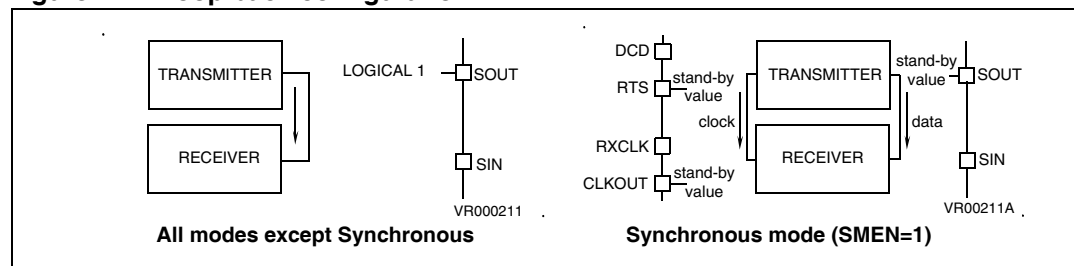 TRANSMITTER
RECEIVER
LOGICAL 1
SOUT
SIN
VR000211
All modes except Synchronous
DCD
RTS
stand-by
value
clock
RXCLK
CLKOUT
stand-by
value
TRANSMITTER
RECEIVER
data
stand-by
value
SOUT
SIN
VR00211A
Synchronous mode (SMEN=1)